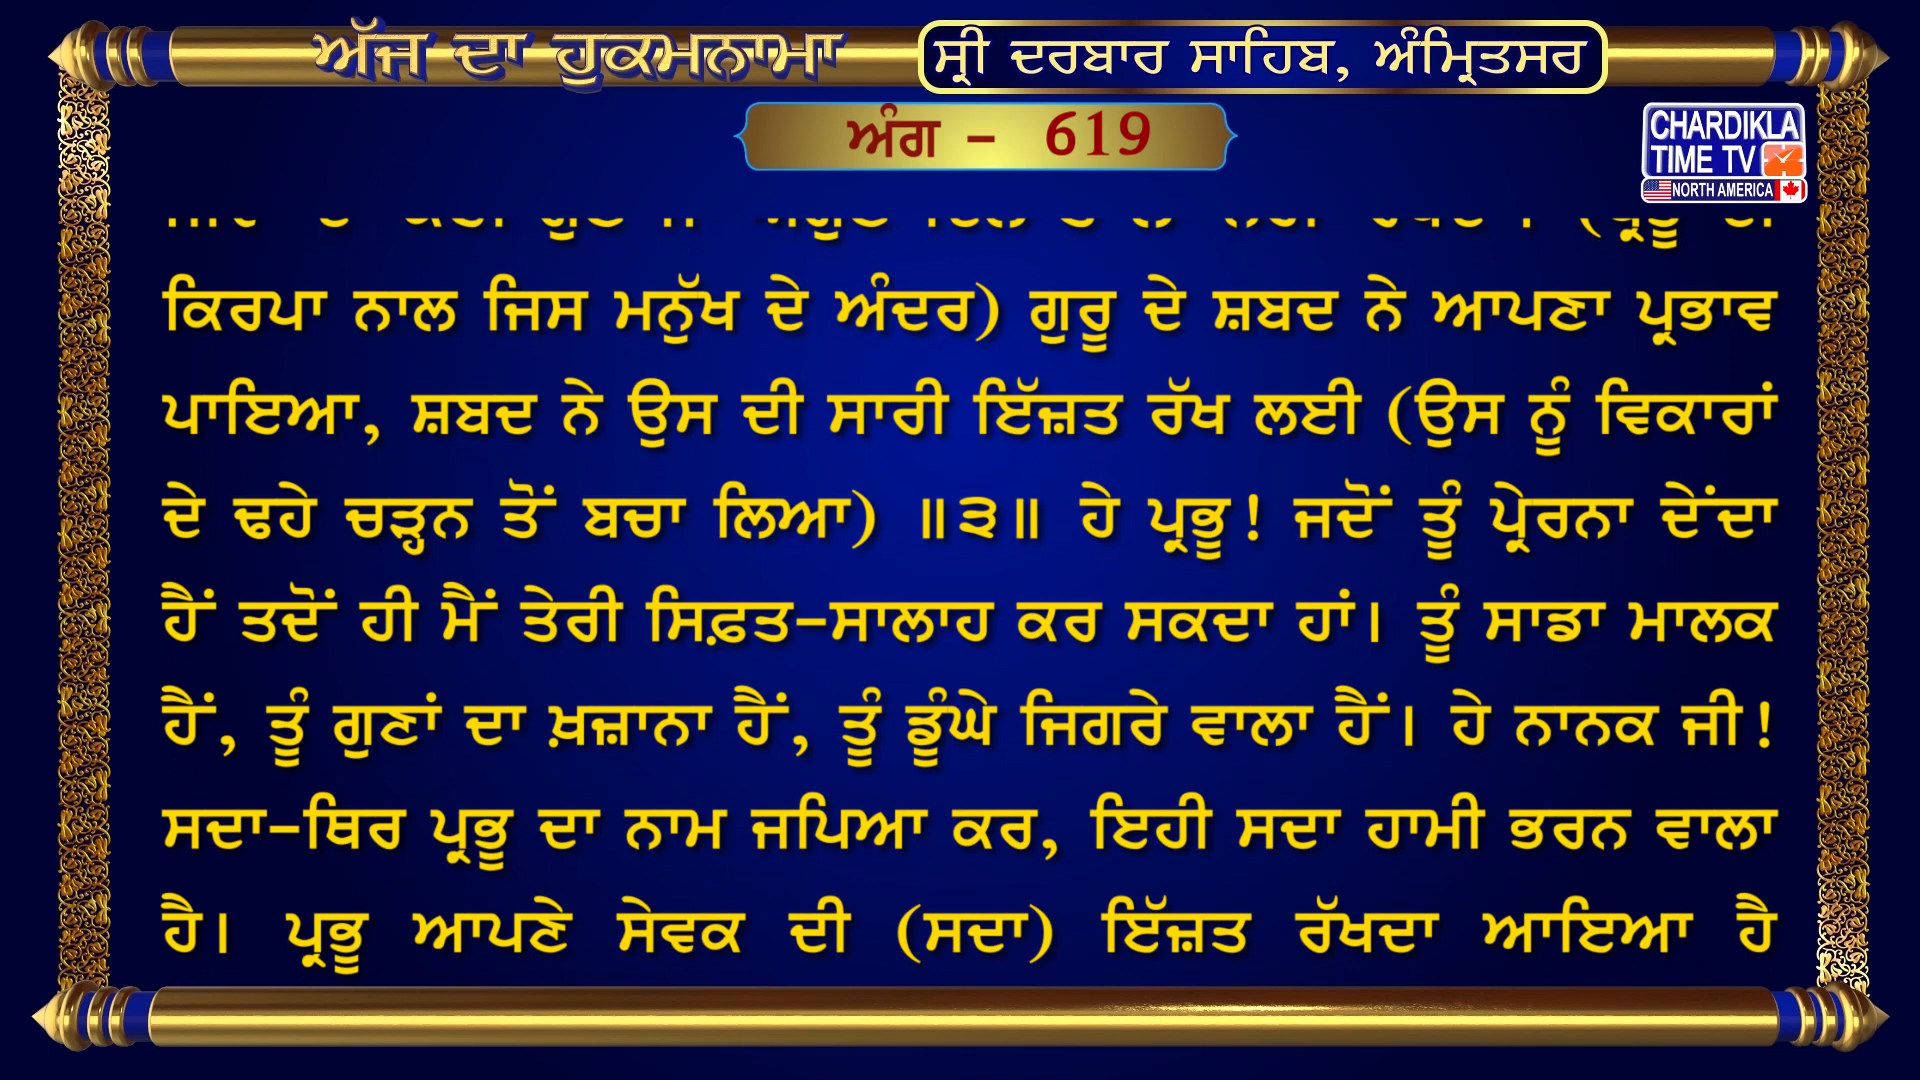 ਅੱਜ ਦਾ ਹੁਕਮਨਾਮਾ
ਸ੍ਰੀ ਦਰਬਾਰ ਸਾਹਿਬ, ਅੰਮ੍ਰਿਤਸਰ
ਅੰਗ - 619
CHARDIKLA
TIME TV
NORTH AMERICA
ਕਿਰਪਾ ਨਾਲ ਜਿਸ ਮਨੁੱਖ ਦੇ ਅੰਦਰ) ਗੁਰੂ ਦੇ ਸ਼ਬਦ ਨੇ ਆਪਣਾ ਪ੍ਰਭਾਵ
ਪਾਇਆ, ਸ਼ਬਦ ਨੇ ਉਸ ਦੀ ਸਾਰੀ ਇੱਜ਼ਤ ਰੱਖ ਲਈ (ਉਸ ਨੂੰ ਵਿਕਾਰਾਂ
ਦੇ ਢਹੇ ਚੜ੍ਹਨ ਤੋਂ ਬਚਾ ਲਿਆ) ॥੩॥ ਹੇ ਪ੍ਰਭੂ! ਜਦੋਂ ਤੂੰ ਪ੍ਰੇਰਨਾ ਦੇਂਦਾ
ਹੈਂ ਤਦੋਂ ਹੀ ਮੈਂ ਤੇਰੀ ਸਿਫ਼ਤ-ਸਾਲਾਹ ਕਰ ਸਕਦਾ ਹਾਂ। ਤੂੰ ਸਾਡਾ ਮਾਲਕ
ਹੈਂ, ਤੂੰ ਗੁਣਾਂ ਦਾ ਖ਼ਜ਼ਾਨਾ ਹੈਂ, ਤੂੰ ਡੂੰਘੇ ਜਿਗਰੇ ਵਾਲਾ ਹੈਂ। ਹੇ ਨਾਨਕ ਜੀ!
ਸਦਾ-ਥਿਰ ਪ੍ਰਭੂ ਦਾ ਨਾਮ ਜਪਿਆ ਕਰ, ਇਹੀ ਸਦਾ ਹਾਮੀ ਭਰਨ ਵਾਲਾ
ਹੈ। ਪ੍ਰਭੂ ਆਪਣੇ ਸੇਵਕ ਦੀ (ਸਦਾ) ਇੱਜ਼ਤ ਰੱਖਦਾ ਆਇਆ ਹੈ